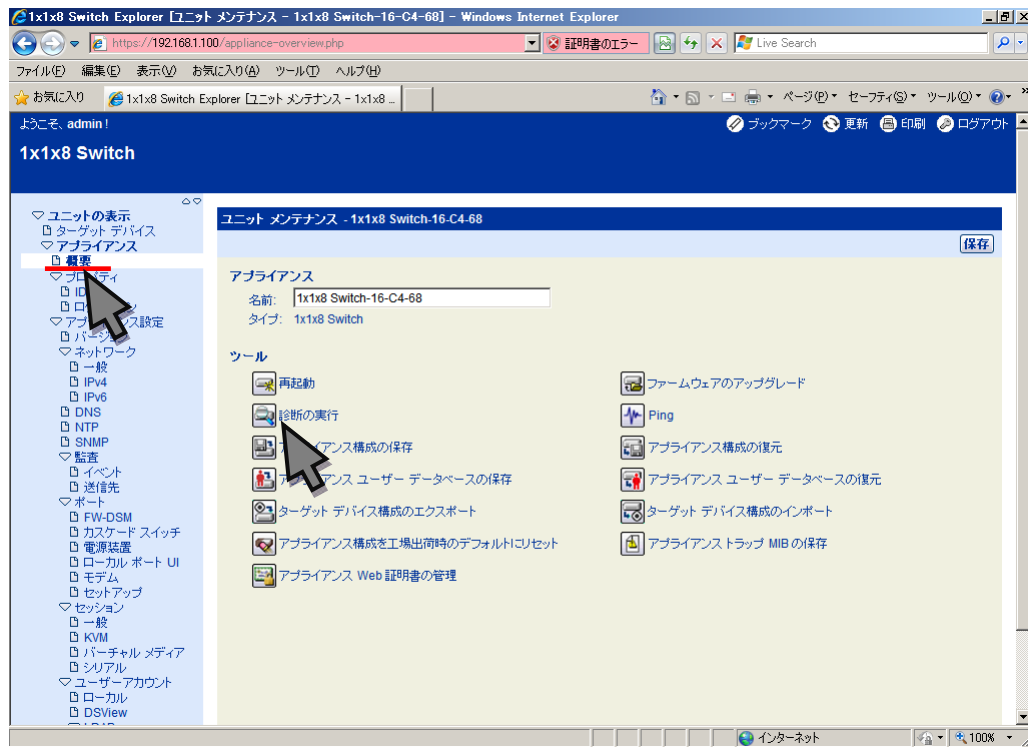 1x1x8 Switch Explorer [ユニット メンテナンス - 1x1x8 Switch-16-C4-68] - Windows Internet Explorer
https://192.168.1.100/appliance-overview.php
証明書のエラー
Live Search
ファイル(F) 編集(E) 表示(V) お気に入り(A) ツール(T) ヘルプ(H)
お気に入り
1x1x8 Switch Explorer [ユニット メンテナンス - 1x1x8 ...
ページ(P) セーフティ(S) ツール(O)
ようこそ、admin !
ブックマーク 更新 印刷 ログアウト
1x1x8 Switch
ユニットの表示
ターゲット デバイス
アプライアンス
概要
プロパティ
ID
アプライアンス設定
ネットワーク
一般
IPv4
IPv6
DNS
NTP
SNMP
監査
イベント
送信先
ポート
FW-DSM
カスケード スイッチ
電源装置
ローカル ポート UI
モデム
セットアップ
セッション
一般
KVM
バーチャル メディア
シリアル
ユーザーアカウント
ローカル
DSView
ユニット メンテナンス - 1x1x8 Switch-16-C4-68
保存
アプライアンス
名前: 1x1x8 Switch-16-C4-68
タイプ: 1x1x8 Switch
ツール
再起動
ファームウェアのアップグレード
診断の実行
Ping
アプライアンス構成の保存
アプライアンス構成の復元
アプライアンス ユーザー データベースの保存
アプライアンス ユーザー データベースの復元
ターゲット デバイス構成のエクスポート
ターゲット デバイス構成のインポート
アプライアンス構成を工場出荷時のデフォルトにリセット
アプライアンス トラップ MIB の保存
アプライアンス Web 証明書の管理
インターネット
100%